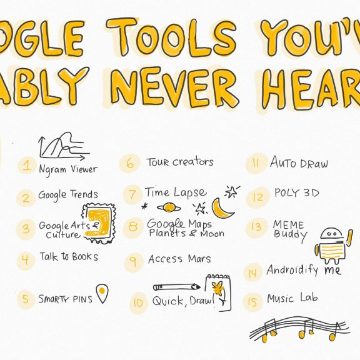 OGLE TOOLS YOU'V
ABLY NEVER HEAR
1 Ngram Viewer
2 Google Trends
3 Google Arts &
Culture
4 Talk to Books
5 SMARTY PINS
6 TOUR CREATORS
7 Time Lapse
8 Google Maps
Planets & Moon
9 Access Mars
10 Quick, Draw!
11 AUTO DRAW
12 POLY 3D
13 MEME
Buddy
14 Androidify me
15 Music Lab